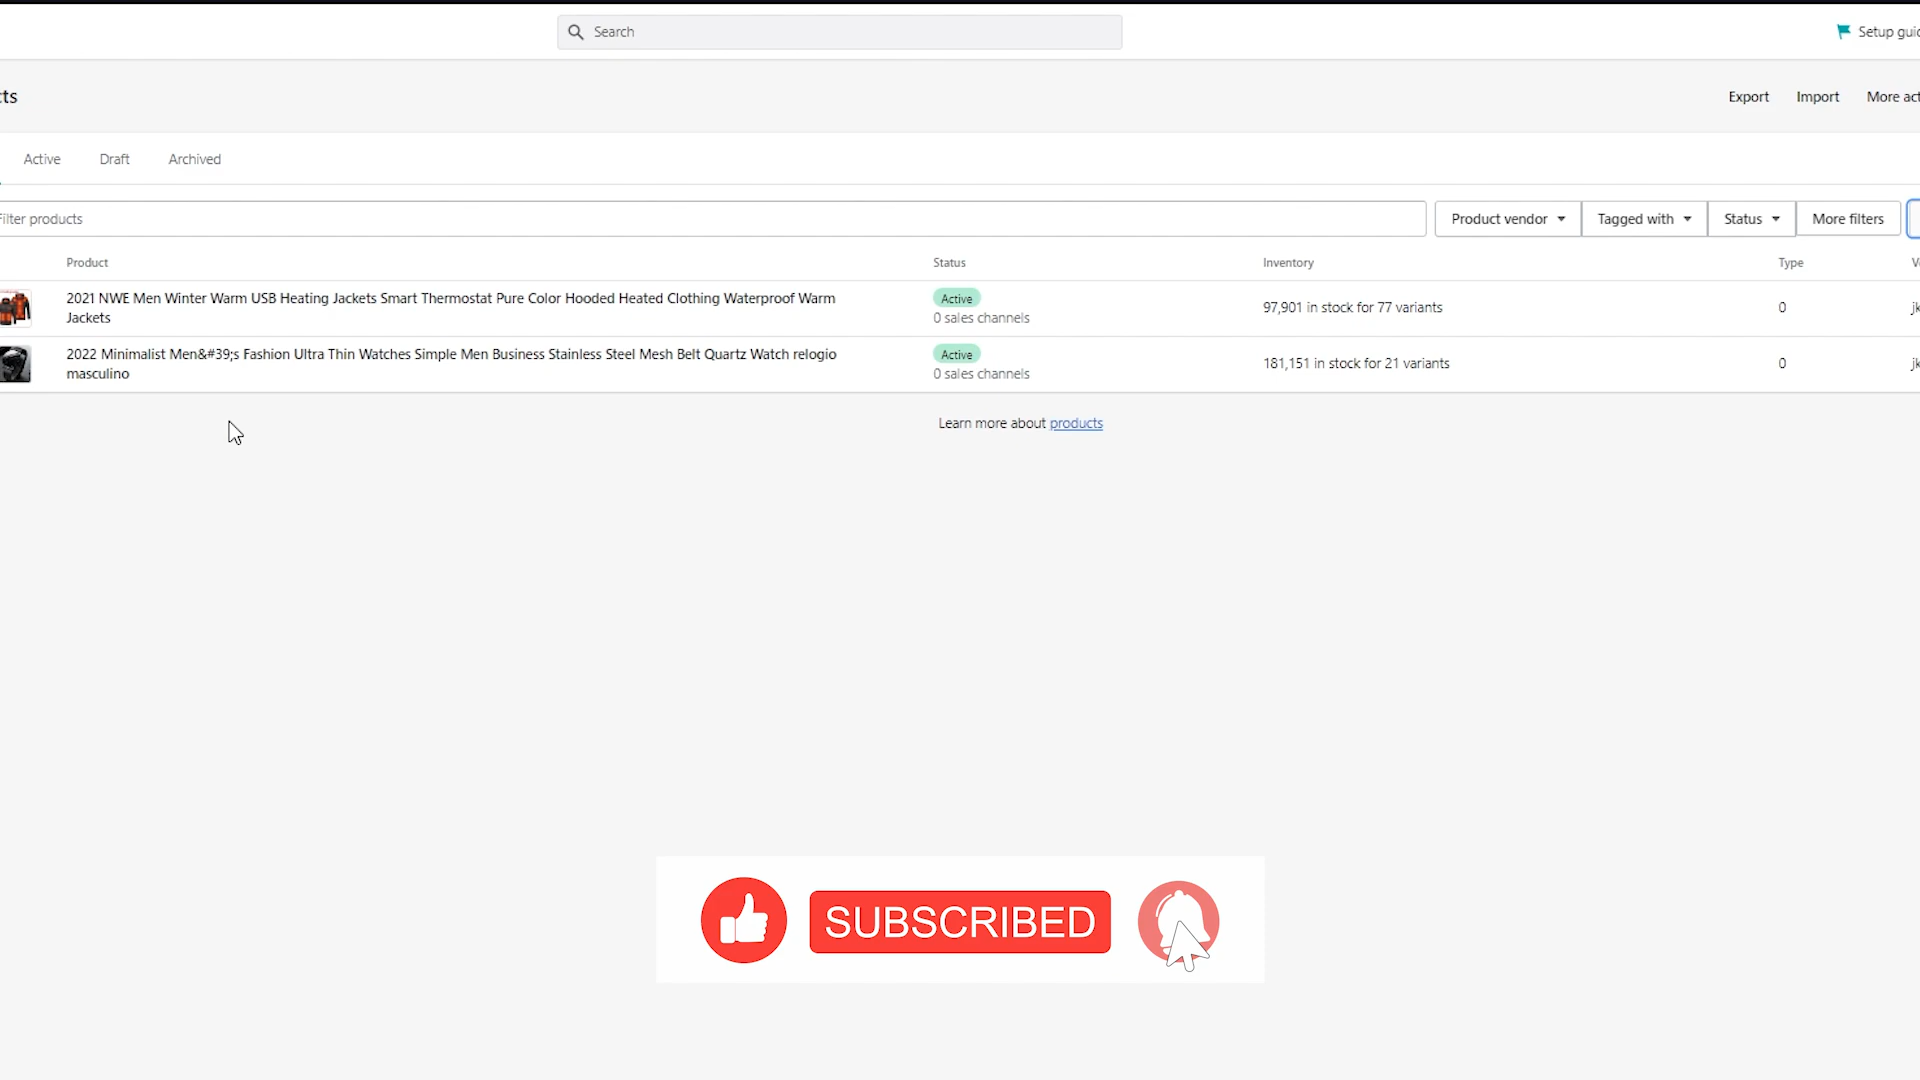 Search
Setup guid
ts
Export Import More act
Active Draft Archived
Filter products
Product vendor Tagged with Status More filters
Product Status Inventory Type
2021 NWE Men Winter Warm USB Heating Jackets Smart Thermostat Pure Color Hooded Heated Clothing Waterproof Warm
Jackets
Active
0 sales channels
97,901 in stock for 77 variants
0
jk
2022 Minimalist Men&#39;s Fashion Ultra Thin Watches Simple Men Business Stainless Steel Mesh Belt Quartz Watch relogio
masculino
Active
0 sales channels
181,151 in stock for 21 variants
0
jk
Learn more about products
SUBSCRIBED